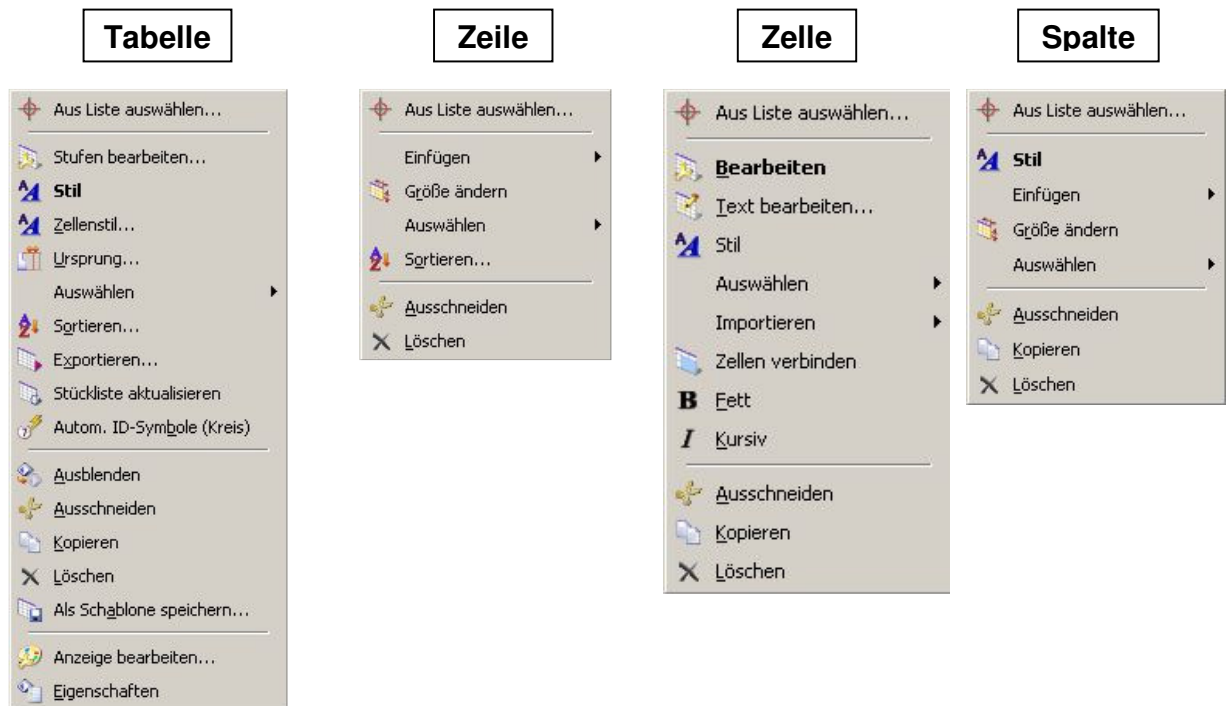 Tabelle
Aus Liste auswählen...
Stufen bearbeiten...
Stil
Zellenstil...
Ursprung...
Auswählen
Sortieren...
Exportieren...
Stückliste aktualisieren
Autom. ID-Symbole (Kreis)
Ausblenden
Ausschneiden
Kopieren
Löschen
Als Schablone speichern...
Anzeige bearbeiten...
Eigenschaften
Zeile
Aus Liste auswählen...
Einfügen
Größe ändern
Auswählen
Sortieren...
Ausschneiden
Löschen
Zelle
Aus Liste auswählen...
Bearbeiten
Text bearbeiten...
Stil
Auswählen
Importieren
Zellen verbinden
Fett
Kursiv
Ausschneiden
Kopieren
Löschen
Spalte
Aus Liste auswählen...
Stil
Einfügen
Größe ändern
Auswählen
Ausschneiden
Kopieren
Löschen